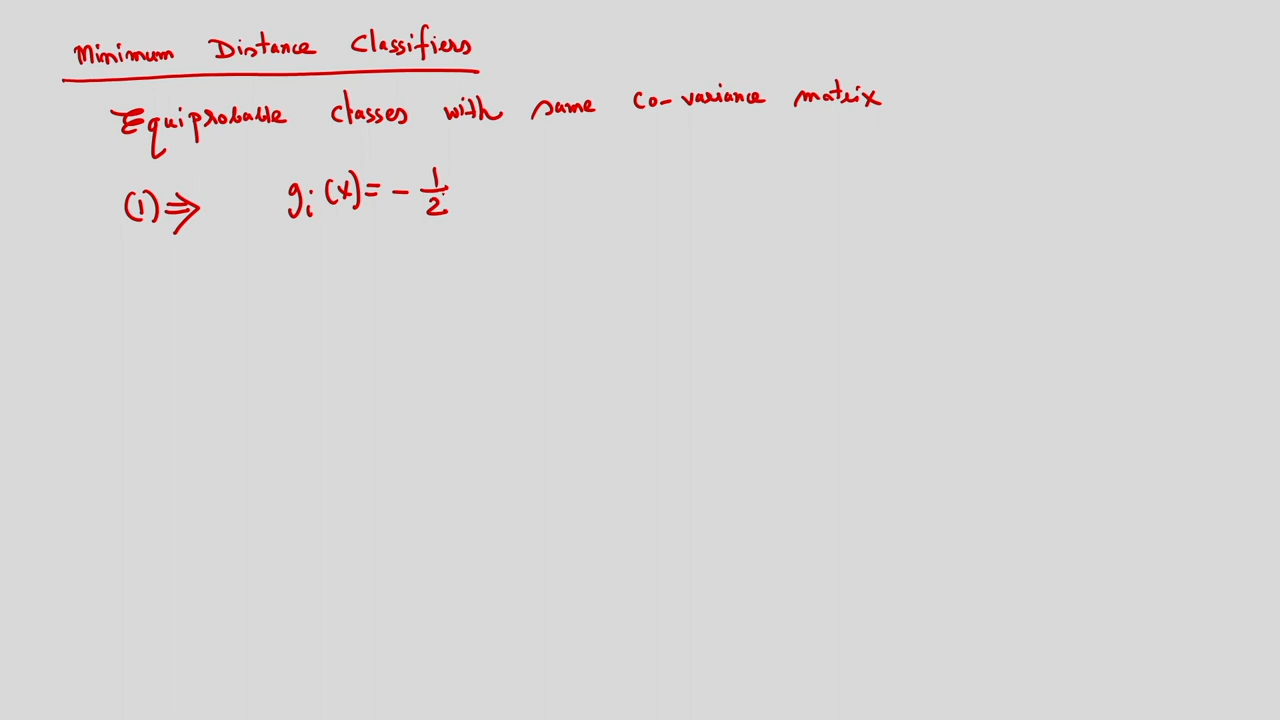 Minimum Distance Classifiers
Equiprobable classes with same co-variance matrix
(1) ⇒ gᵢ(x) = - 1/2